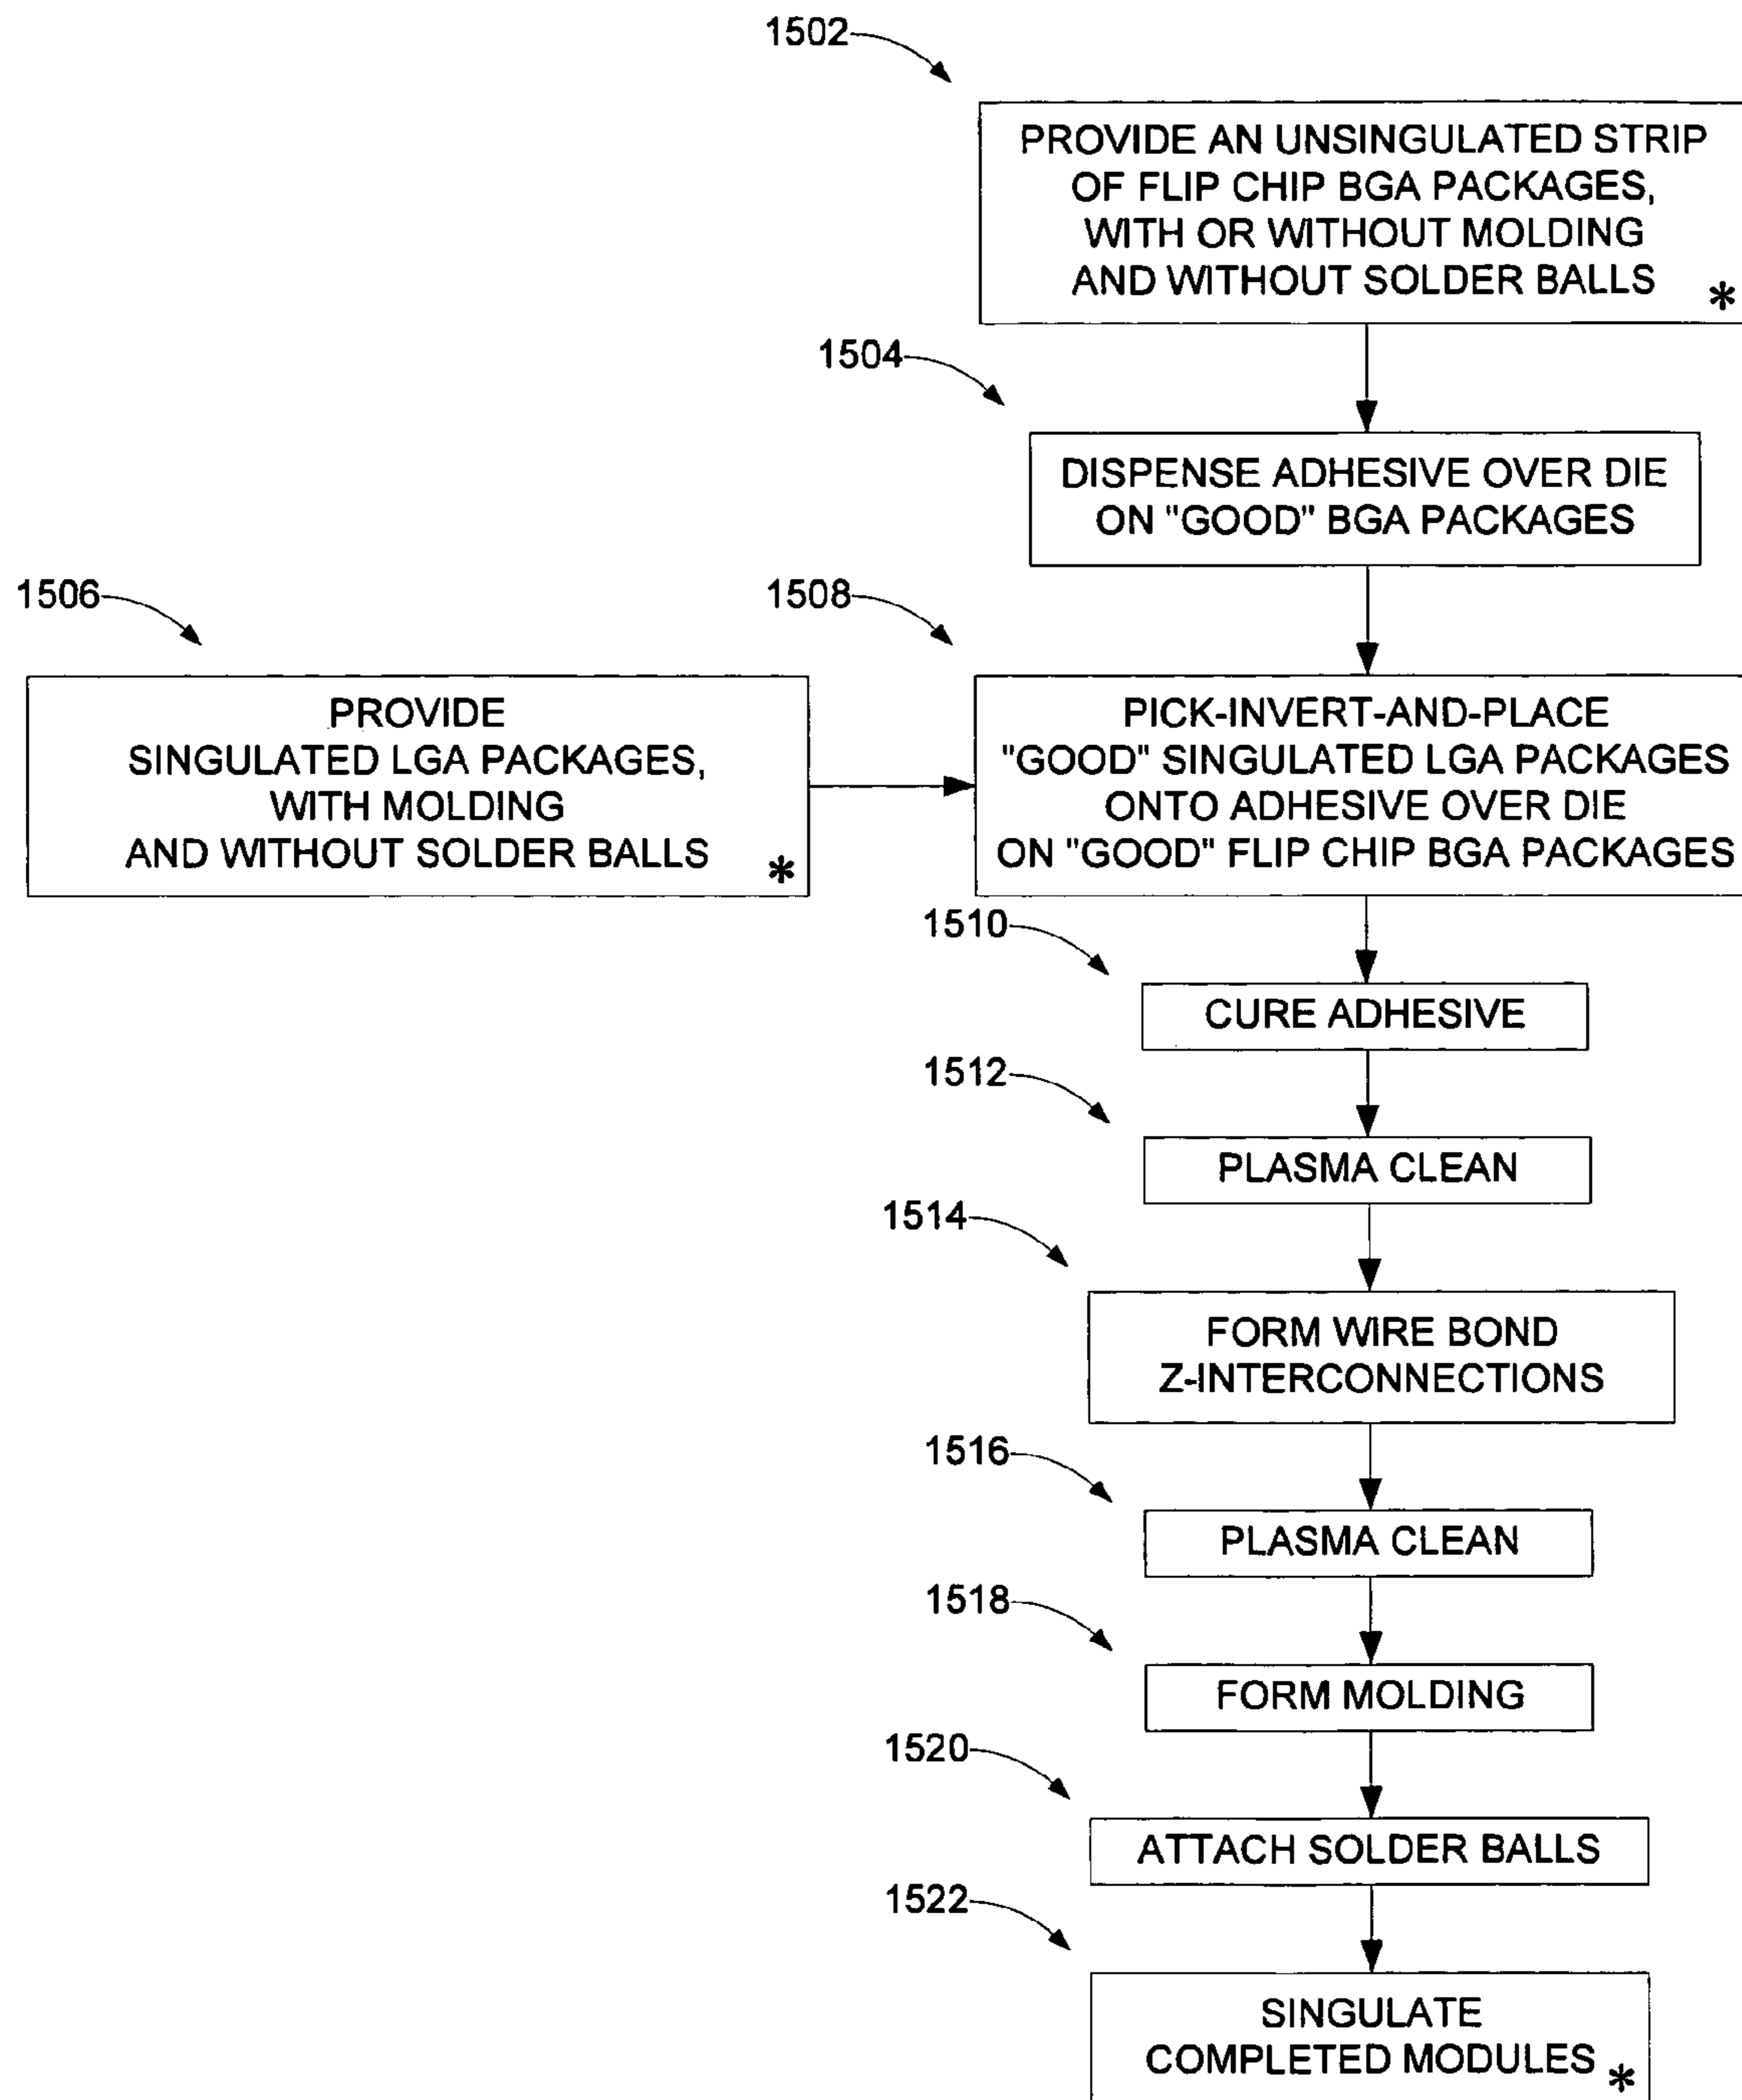 1502
PROVIDE AN UNSINGULATED STRIP
OF FLIP CHIP BGA PACKAGES,
WITH OR WITHOUT MOLDING
AND WITHOUT SOLDER BALLS *
1504
DISPENSE ADHESIVE OVER DIE
ON "GOOD" BGA PACKAGES
1506
PROVIDE
SINGULATED LGA PACKAGES,
WITH MOLDING
AND WITHOUT SOLDER BALLS *
1508
PICK-INVERT-AND-PLACE
"GOOD" SINGULATED LGA PACKAGES
ONTO ADHESIVE OVER DIE
ON "GOOD" FLIP CHIP BGA PACKAGES
1510
CURE ADHESIVE
1512
PLASMA CLEAN
1514
FORM WIRE BOND
Z-INTERCONNECTIONS
1516
PLASMA CLEAN
1518
FORM MOLDING
1520
ATTACH SOLDER BALLS
1522
SINGULATE
COMPLETED MODULES *